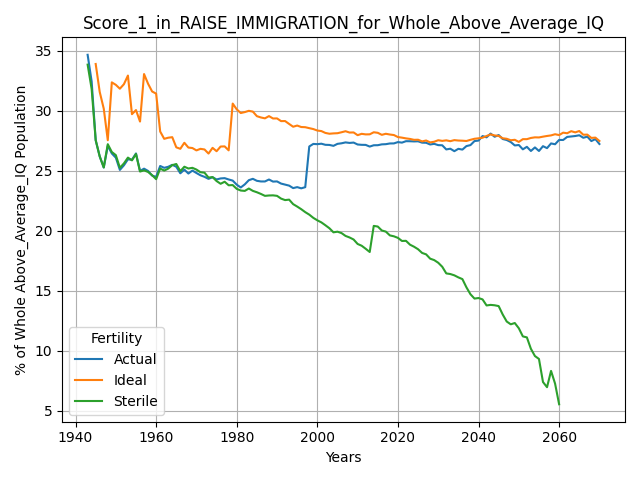 Score_1_in_RAISE_IMMIGRATION_for_Whole_Above_Average_IQ
% of Whole Above_Average_IQ Population
35
30
25
20
15
10
5
Fertility
Actual
Ideal
Sterile
1940 1960 1980 2000 2020 2040 2060
Years